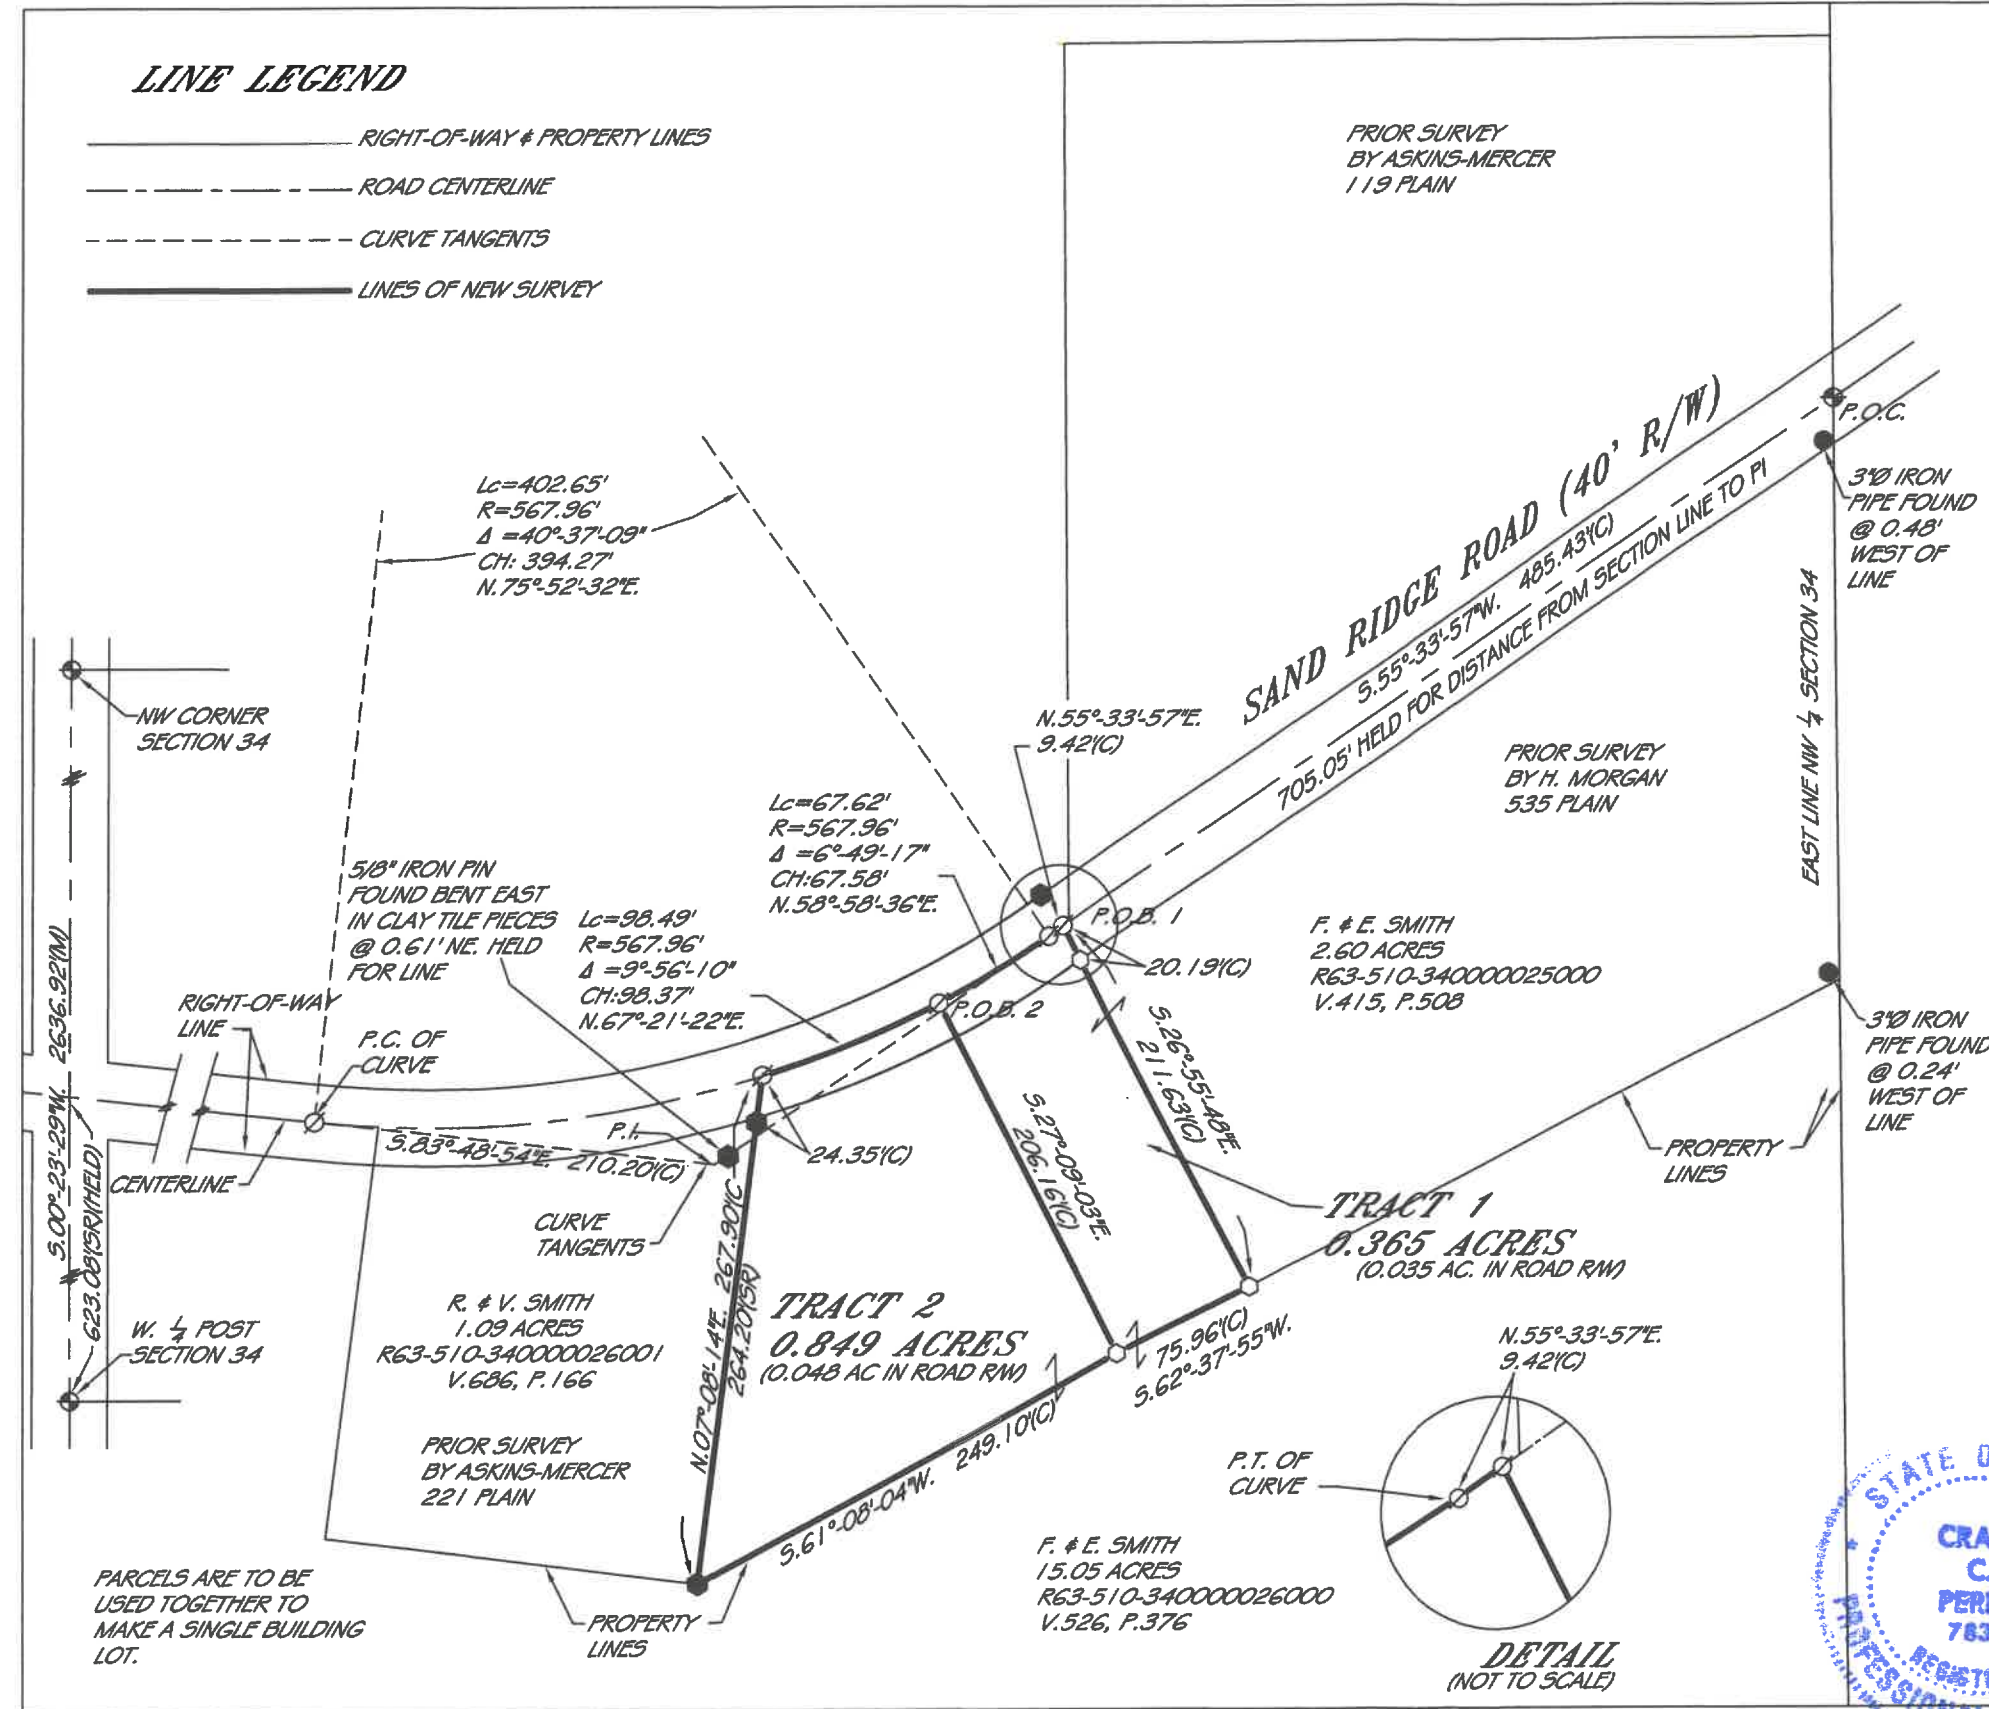 LINE LEGEND
RIGHT-OF-WAY & PROPERTY LINES
ROAD CENTERLINE
CURVE TANGENTS
LINES OF NEW SURVEY
PRIOR SURVEY
BY ASKINS-MERCER
119 PLAIN
Lc=402.65'
R=567.96'
Δ =40°-37'-09"
CH: 394.27'
N.75°-52'-32"E.
SAND RIDGE ROAD (40' R/W)
S.55°-33'-57"W. 485.43'(C)
705.05' HELD FOR DISTANCE FROM SECTION LINE TO PI
P.O.C.
3"Ø IRON
PIPE FOUND
@ 0.48'
WEST OF
LINE
EAST LINE NW 1/4 SECTION 34
NW CORNER
SECTION 34
N.55°-33'-57"E.
9.42'(C)
PRIOR SURVEY
BY H. MORGAN
535 PLAIN
Lc=67.62'
R=567.96'
Δ =6°-49'-17"
CH:67.58'
N.58°-58'-36"E.
5/8" IRON PIN
FOUND BENT EAST
IN CLAY TILE PIECES
@ 0.61' NE. HELD
FOR LINE
Lc=98.49'
R=567.96'
Δ =9°-56'-10"
CH:98.37'
N.67°-21'-22"E.
P.O.B. 1
20.19'(C)
F. & E. SMITH
2.60 ACRES
R63-510-340000025000
V.415, P.508
3"Ø IRON
PIPE FOUND
@ 0.24'
WEST OF
LINE
RIGHT-OF-WAY
LINE
P.C. OF
CURVE
P.O.B. 2
S.26°-55'-48"E.
211.63'(C)
S.27°-09'-03"E.
206.16'(C)
S.00°-23'-29"W. 2636.92'(M)
623.08'(SR)(HELD)
CENTERLINE
S.83°-48'-54"E. 210.20'(C)
P.I.
24.35'(C)
CURVE
TANGENTS
PROPERTY
LINES
TRACT 1
0.365 ACRES
(0.035 AC. IN ROAD R/W)
N.07°-08'-14"E. 267.90'(C
264.20'(SR)
TRACT 2
0.849 ACRES
(0.048 AC IN ROAD R/W)
R. & V. SMITH
1.09 ACRES
R63-510-340000026001
V.686, P.166
W. 1/4 POST
SECTION 34
75.96'(C)
S.62°-37'-55"W.
S.61°-08'-04"W. 249.10'(C)
PRIOR SURVEY
BY ASKINS-MERCER
221 PLAIN
N.55°-33'-57"E.
9.42'(C)
P.T. OF
CURVE
DETAIL
(NOT TO SCALE)
F. & E. SMITH
15.05 ACRES
R63-510-340000026000
V.526, P.376
PROPERTY
LINES
PARCELS ARE TO BE
USED TOGETHER TO
MAKE A SINGLE BUILDING
LOT.
STATE O
CRA
C
PER
783
REGIST
PROFESSION